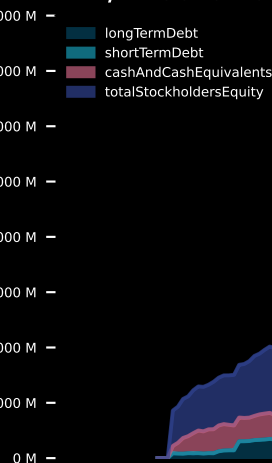 000 M
longTermDebt
shortTermDebt
000 M
cashAndCashEquivalents
totalStockholdersEquity
000 M
000 M
000 M
000 M
000 M
000 M
0 M